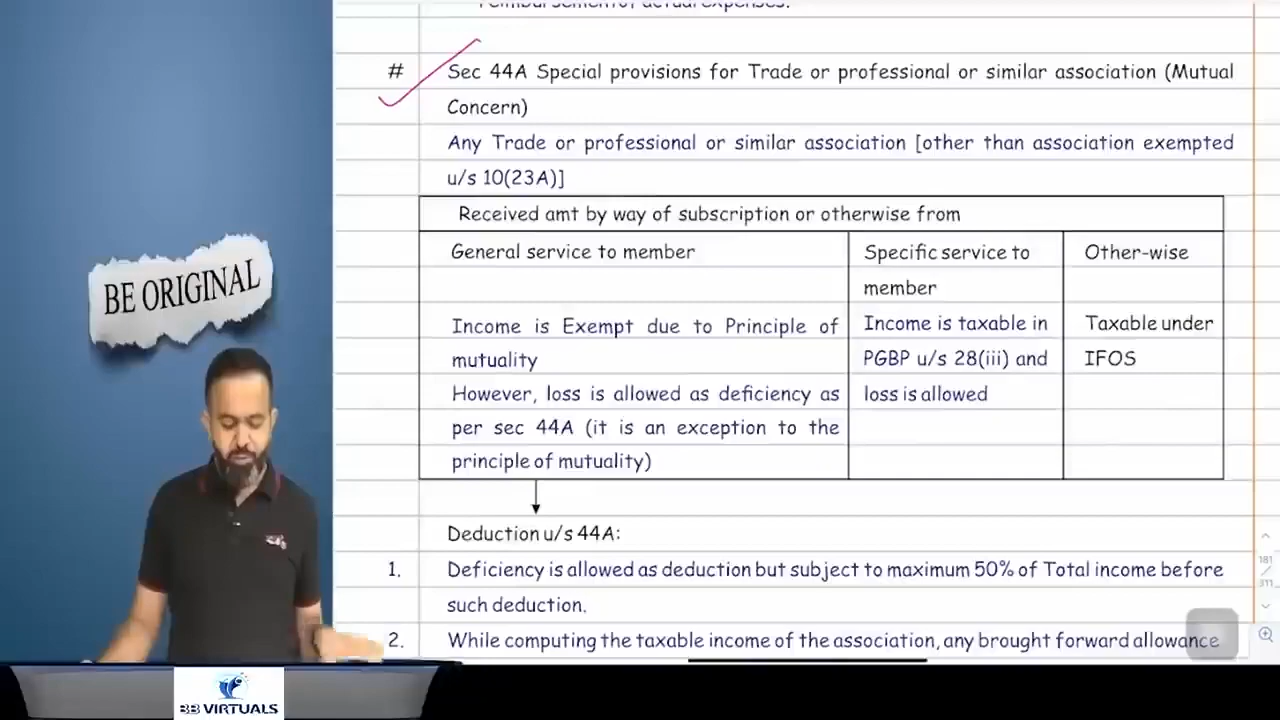 reimbursement of actual expenses.
# Sec 44A Special provisions for Trade or professional or similar association (Mutual
Concern)
Any Trade or professional or similar association [other than association exempted
u/s 10(23A)]
Received amt by way of subscription or otherwise from
General service to member
Income is Exempt due to Principle of
mutuality
However, loss is allowed as deficiency as
per sec 44A (it is an exception to the
principle of mutuality)
Specific service to
member
Income is taxable in
PGBP u/s 28(iii) and
loss is allowed
Other-wise
Taxable under
IFOS
Deduction u/s 44A:
1. Deficiency is allowed as deduction but subject to maximum 50% of Total income before
such deduction.
2. While computing the taxable income of the association, any brought forward allowance
BE ORIGINAL
BB VIRTUALS
181
/
311